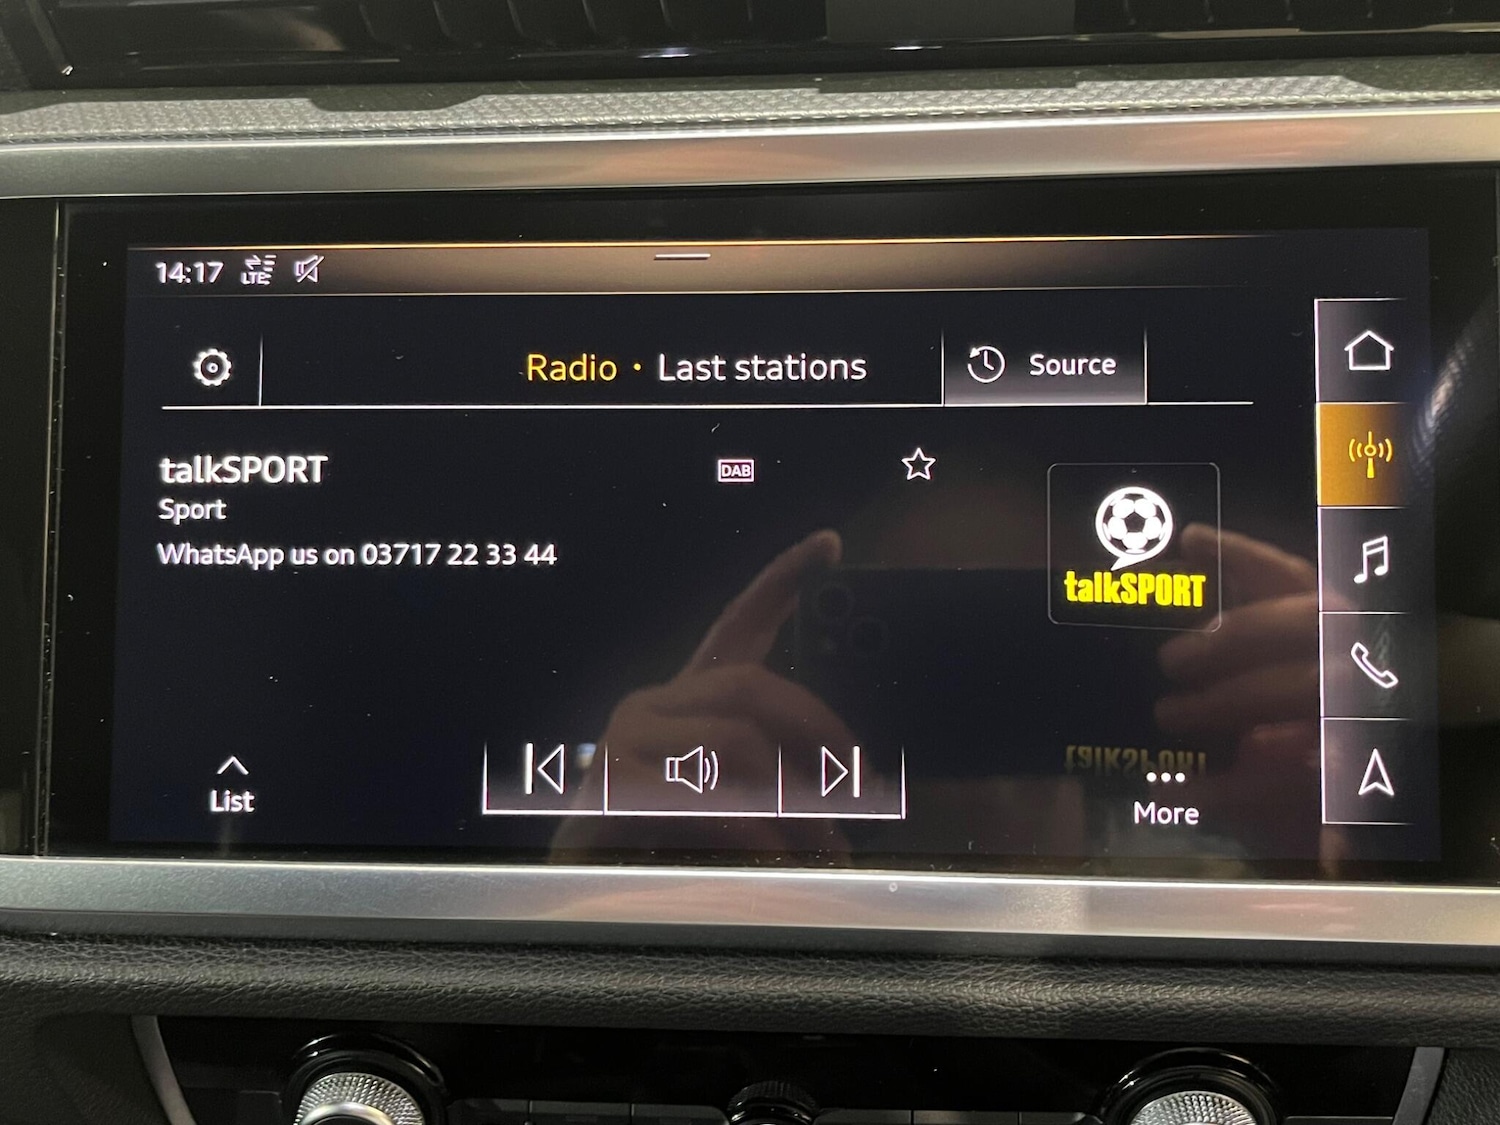 14:17 LTE
Radio • Last stations
Source
talkSPORT
DAB
Sport
WhatsApp us on 03717 22 33 44
talkSPORT
List
talkSPORT
More